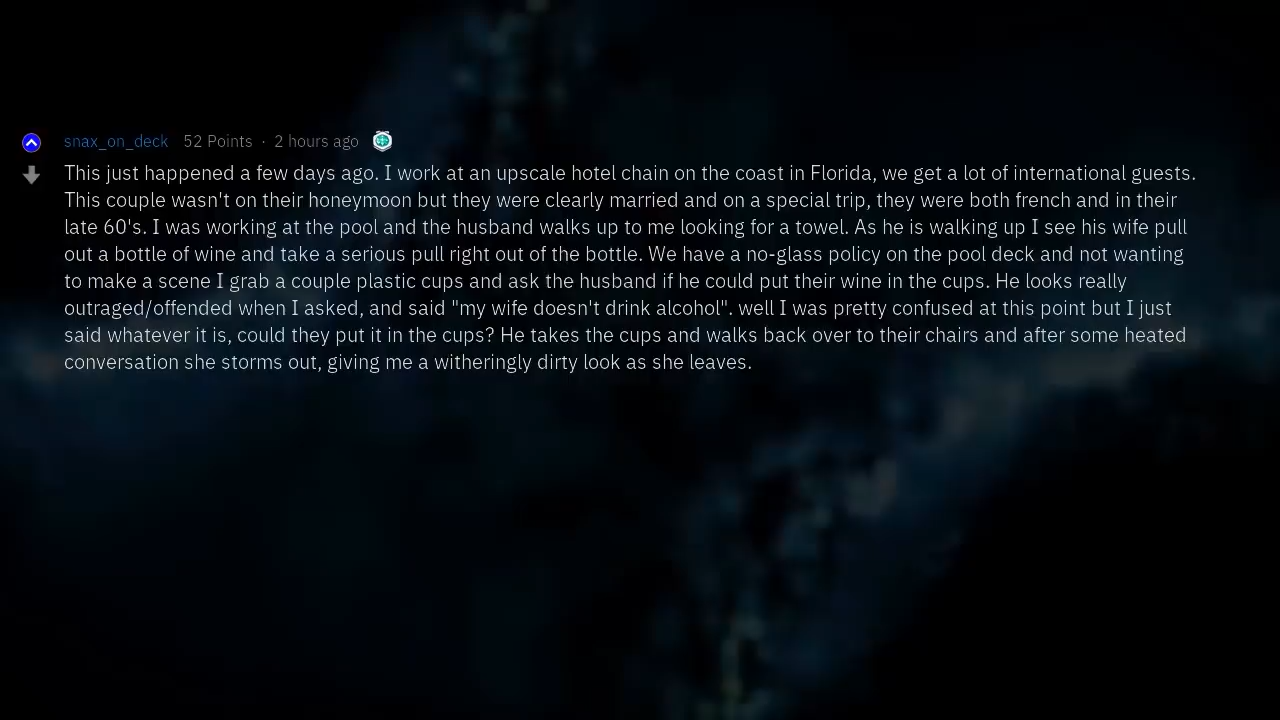 snax_on_deck 52 Points · 2 hours ago
This just happened a few days ago. I work at an upscale hotel chain on the coast in Florida, we get a lot of international guests.
This couple wasn't on their honeymoon but they were clearly married and on a special trip, they were both french and in their
late 60's. I was working at the pool and the husband walks up to me looking for a towel. As he is walking up I see his wife pull
out a bottle of wine and take a serious pull right out of the bottle. We have a no-glass policy on the pool deck and not wanting
to make a scene I grab a couple plastic cups and ask the husband if he could put their wine in the cups. He looks really
outraged/offended when I asked, and said "my wife doesn't drink alcohol". well I was pretty confused at this point but I just
said whatever it is, could they put it in the cups? He takes the cups and walks back over to their chairs and after some heated
conversation she storms out, giving me a witheringly dirty look as she leaves.